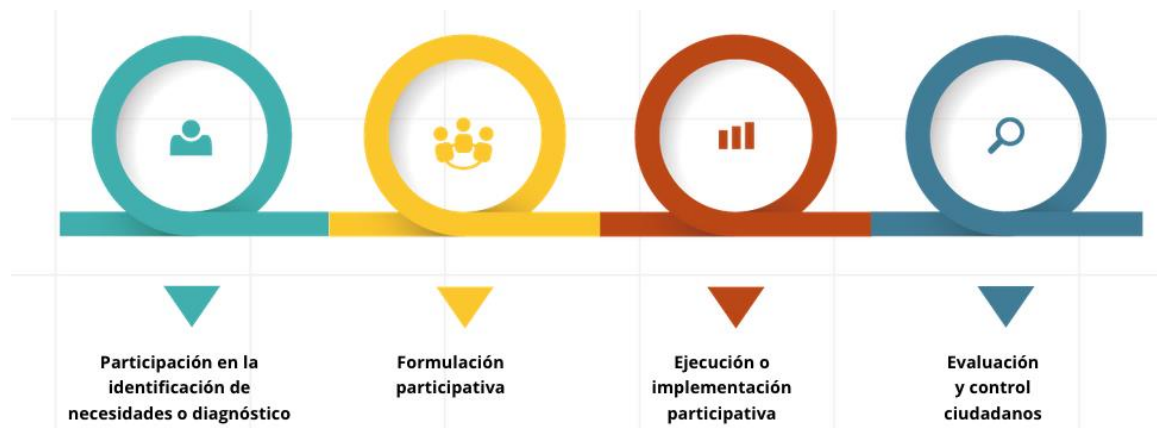 Participación en la
identificación de
necesidades o diagnóstico
Formulación
participativa
Ejecución o
implementación
participativa
Evaluación
y control
ciudadanos